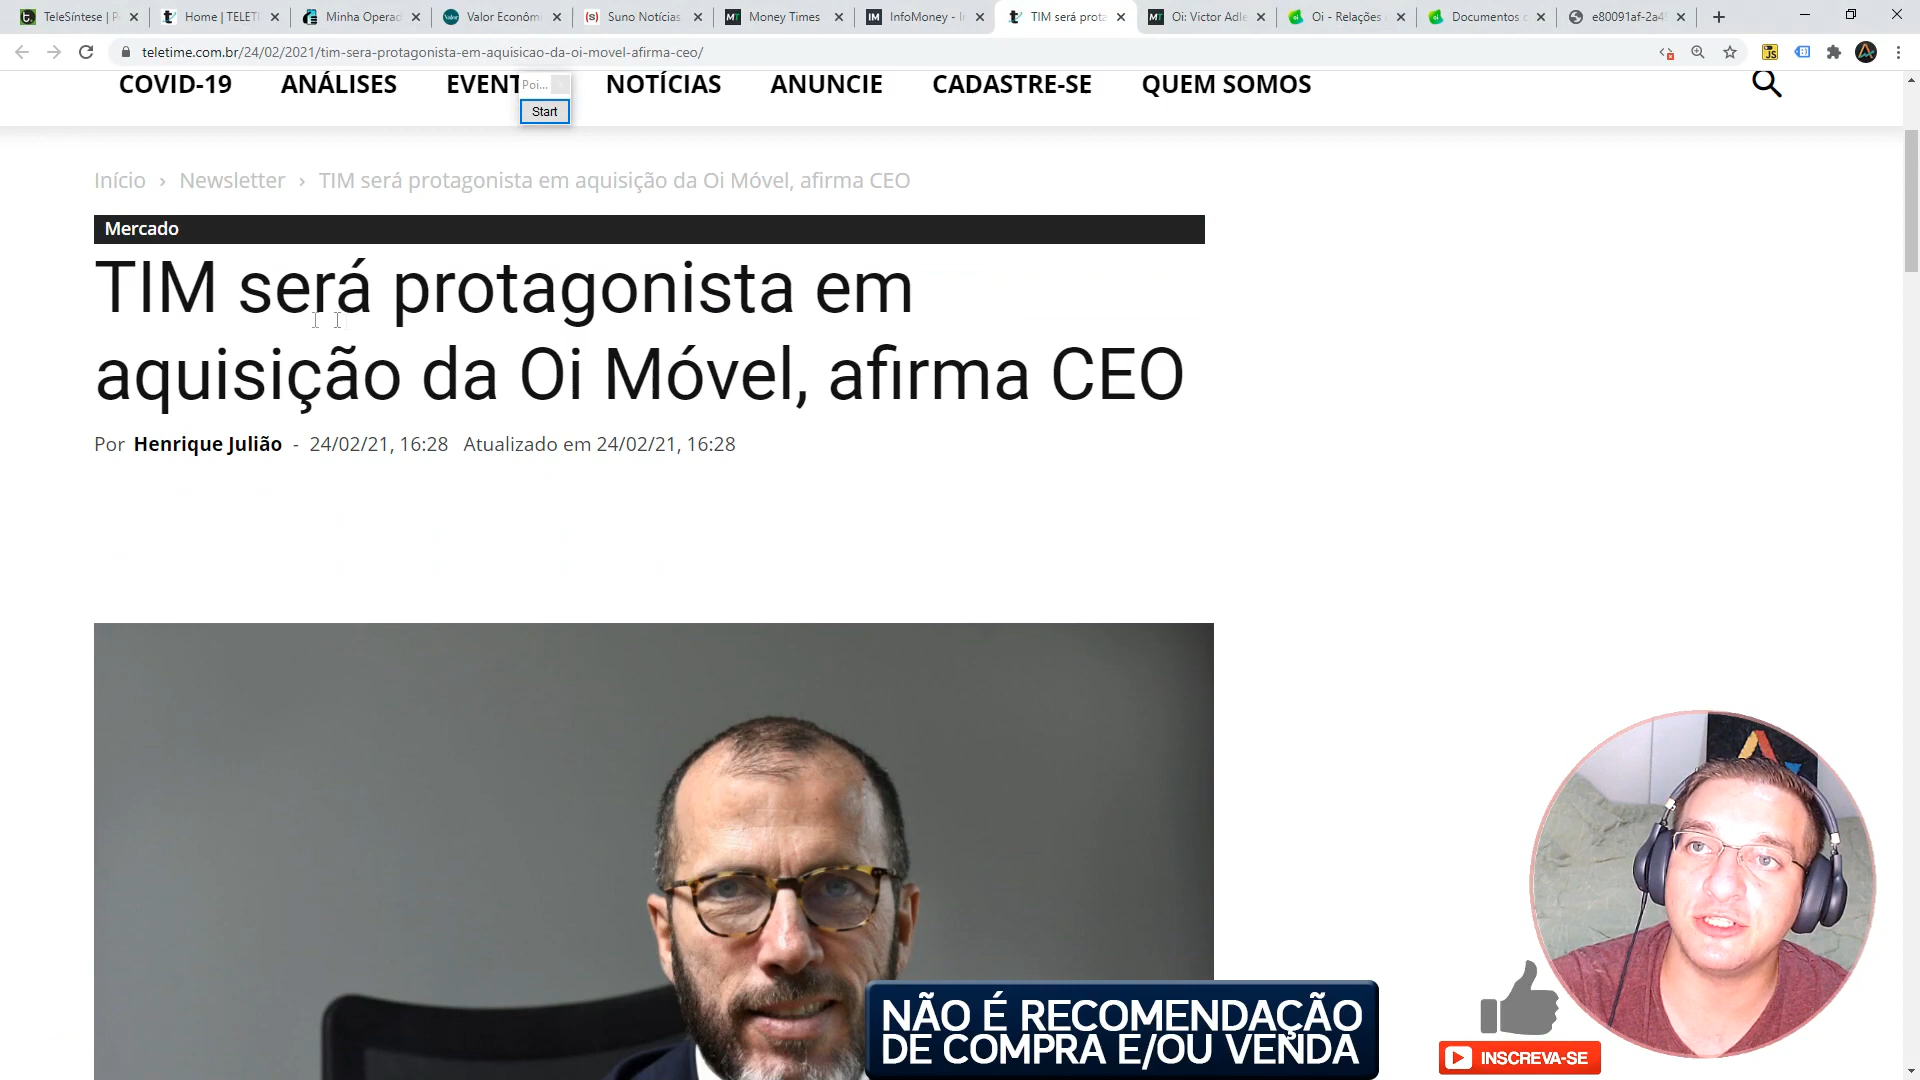 TeleSíntese | P
Home | TELETI
Minha Operad
Valor Econômi
Suno Notícias
Money Times
InfoMoney - I
TIM será prota
Oi: Victor Adle
Oi - Relações
Documentos c
e80091af-2a4
teletime.com.br/24/02/2021/tim-sera-protagonista-em-aquisicao-da-oi-movel-afirma-ceo/
COVID-19 ANÁLISES EVENT NOTÍCIAS ANUNCIE CADASTRE-SE QUEM SOMOS
Poi...
Start
Início › Newsletter › TIM será protagonista em aquisição da Oi Móvel, afirma CEO
Mercado
TIM será protagonista em
aquisição da Oi Móvel, afirma CEO
Por Henrique Julião - 24/02/21, 16:28 Atualizado em 24/02/21, 16:28
NÃO É RECOMENDAÇÃO
DE COMPRA E/OU VENDA
INSCREVA-SE